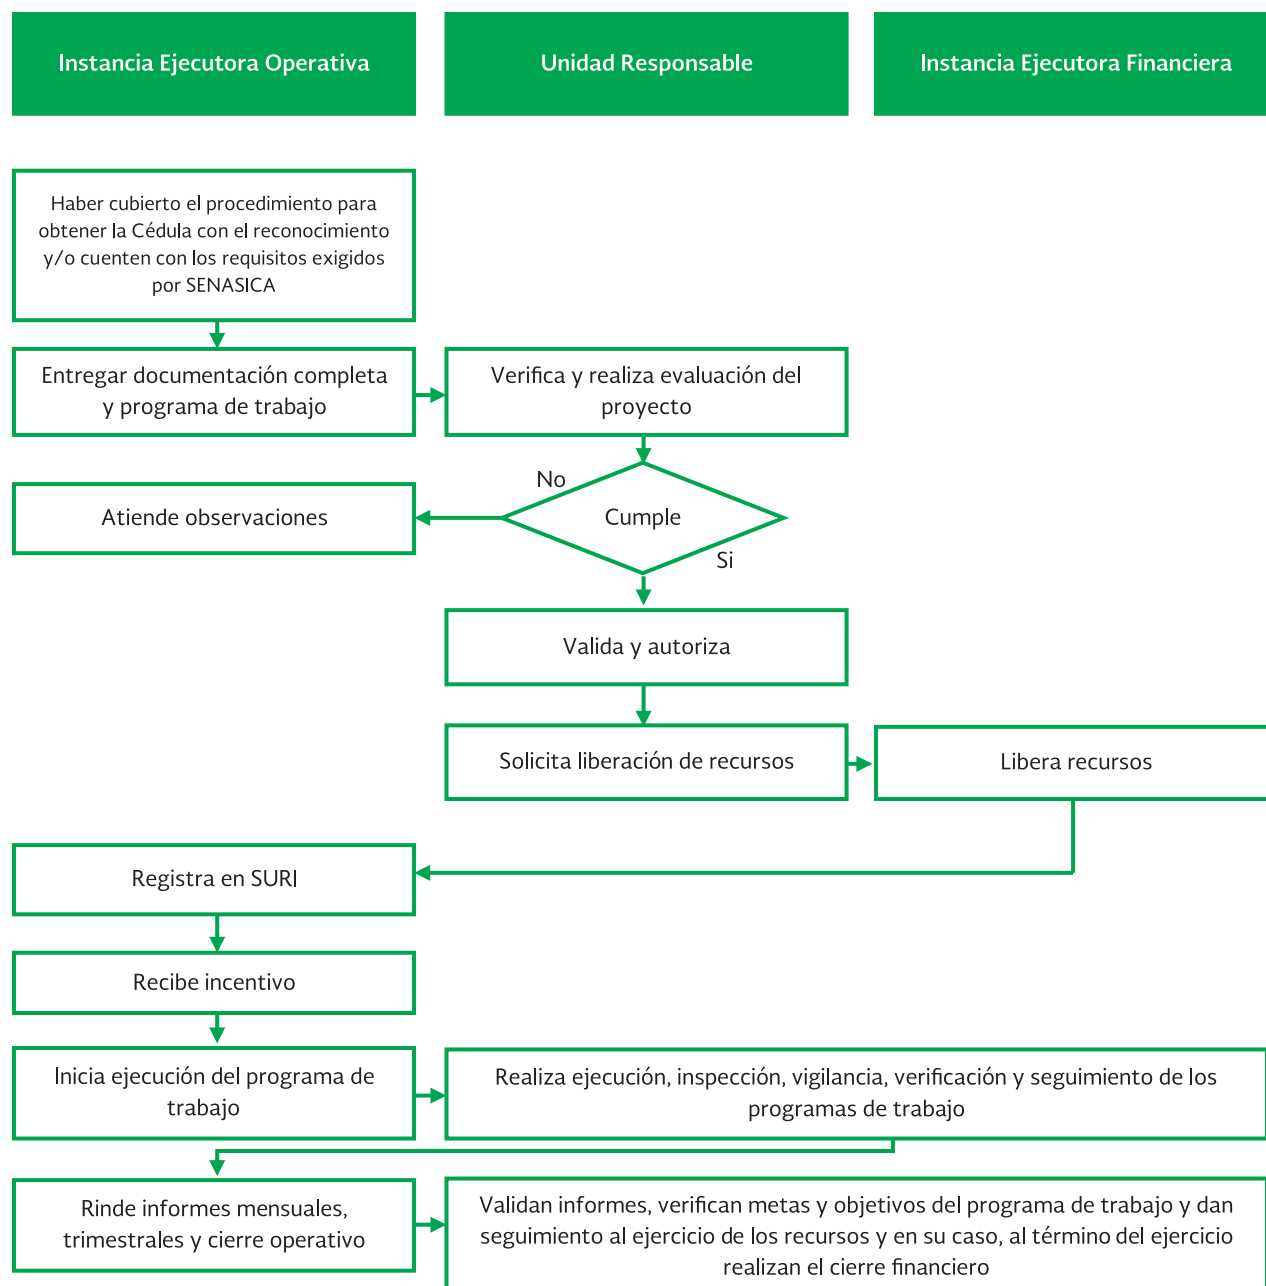 Instancia Ejecutora Operativa
Unidad Responsable
Instancia Ejecutora Financiera
Haber cubierto el procedimiento para
obtener la Cédula con el reconocimiento
y/o cuenten con los requisitos exigidos
por SENASICA
Entregar documentación completa
y programa de trabajo
Verifica y realiza evaluación del
proyecto
No
Atiende observaciones
Cumple
Si
Valida y autoriza
Solicita liberación de recursos
Libera recursos
Registra en SURI
Recibe incentivo
Inicia ejecución del programa de
trabajo
Realiza ejecución, inspección, vigilancia, verificación y seguimiento de los
programas de trabajo
Rinde informes mensuales,
trimestrales y cierre operativo
Validan informes, verifican metas y objetivos del programa de trabajo y dan
seguimiento al ejercicio de los recursos y en su caso, al término del ejercicio
realizan el cierre financiero